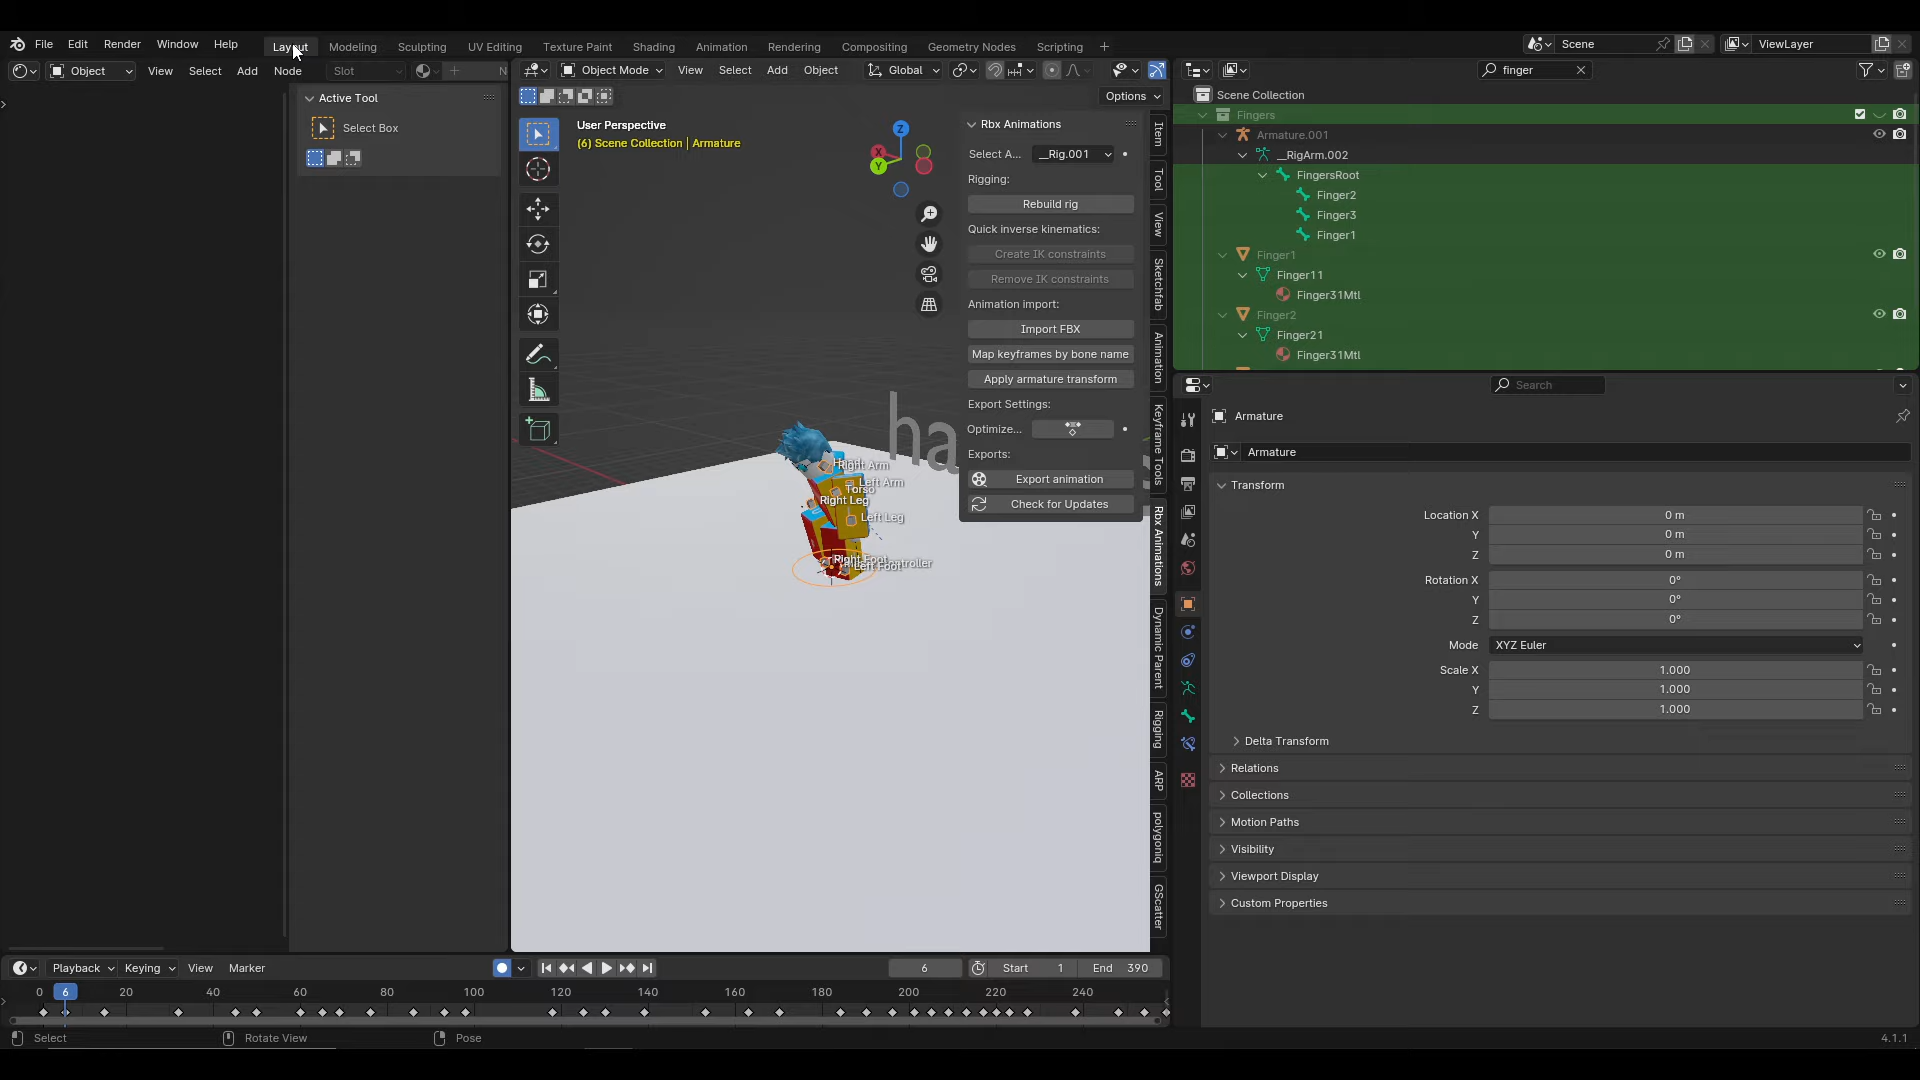 File Edit Render Window Help Layout Modeling Sculpting UV Editing Texture Paint Shading Animation Rendering Compositing Geometry Nodes Scripting + Scene ViewLayer
Object View Select Add Node Slot
Object Mode View Select Add Object Global
finger
Options
Active Tool
Select Box
User Perspective
(6) Scene Collection | Armature
Z
X
Y
Rbx Animations
Select A... __Rig.001
Rigging:
Rebuild rig
Quick inverse kinematics:
Create IK constraints
Remove IK constraints
Animation import:
Import FBX
Map keyframes by bone name
Apply armature transform
Export Settings:
Optimize...
Exports:
Export animation
Check for Updates
ha
Right Arm
Left Arm
Torso
Right Leg
Left Leg
Right Foot
Left Foot
Item
Tool
View
Sketchfab
Animation
Keyframe Tools
Rbx Animations
Dynamic Parent
Rigging
ARP
polygoniq
GScatter
Scene Collection
Fingers
Armature.001
__RigArm.002
FingersRoot
Finger2
Finger3
Finger1
Finger1
Finger11
Finger31Mtl
Finger2
Finger21
Finger31Mtl
Search
Armature
Armature
Transform
Location X 0 m
Y 0 m
Z 0 m
Rotation X 0°
Y 0°
Z 0°
Mode XYZ Euler
Scale X 1.000
Y 1.000
Z 1.000
Delta Transform
Relations
Collections
Motion Paths
Visibility
Viewport Display
Custom Properties
Playback Keying View Marker 6 Start 1 End 390
0 6 20 40 60 80 100 120 140 160 180 200 220 240
Select Rotate View Pose 4.1.1